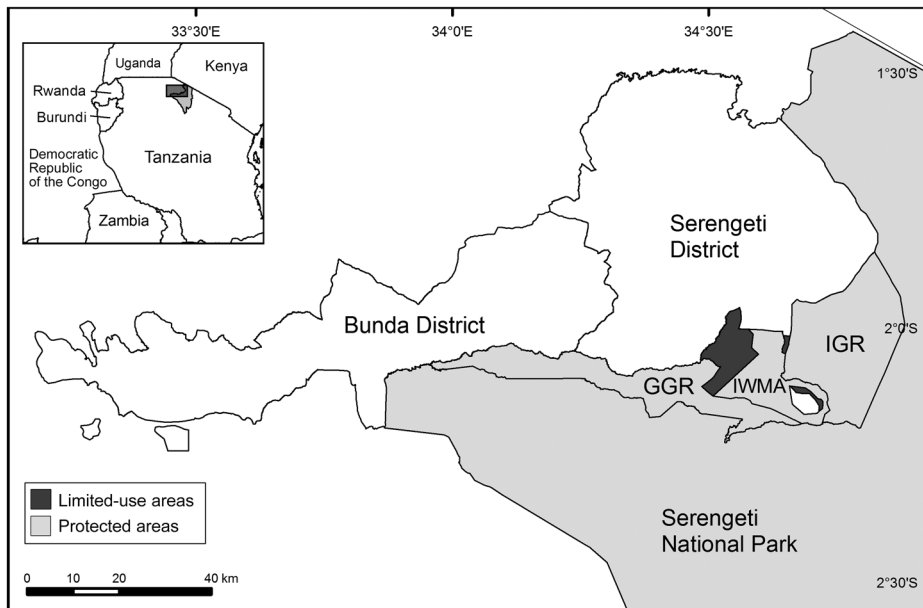 33°30'E
34°0'E
34°30'E
1°30'S
2°0'S
2°30'S
Uganda
Kenya
Rwanda
Burundi
Tanzania
Democratic
Republic
of the Congo
Zambia
Serengeti
District
Bunda District
IGR
GGR
IWMA
Serengeti
National Park
Limited-use areas
Protected areas
0 10 20 40 km